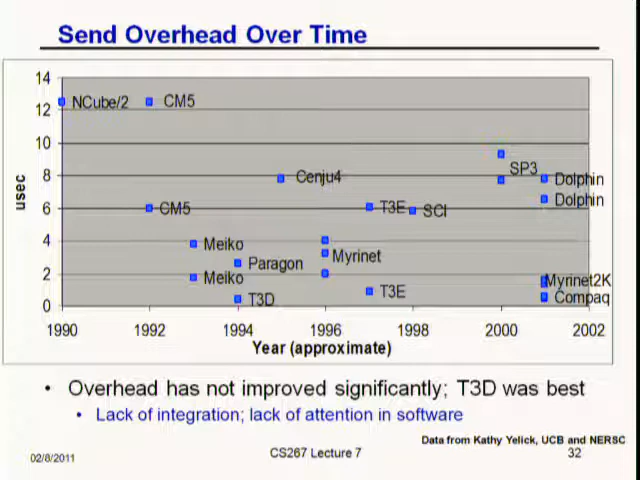 Send Overhead Over Time
14
12
10
8
6
4
2
0
usec
NCube/2
CM5
Cenju4
SP3
Dolphin
Dolphin
CM5
T3E
SCI
Meiko
Myrinet
Paragon
Meiko
Myrinet2K
T3E
Compaq
T3D
1990 1992 1994 1996 1998 2000 2002
Year (approximate)
• Overhead has not improved significantly; T3D was best
• Lack of integration; lack of attention in software
Data from Kathy Yelick, UCB and NERSC
02/8/2011 CS267 Lecture 7 32